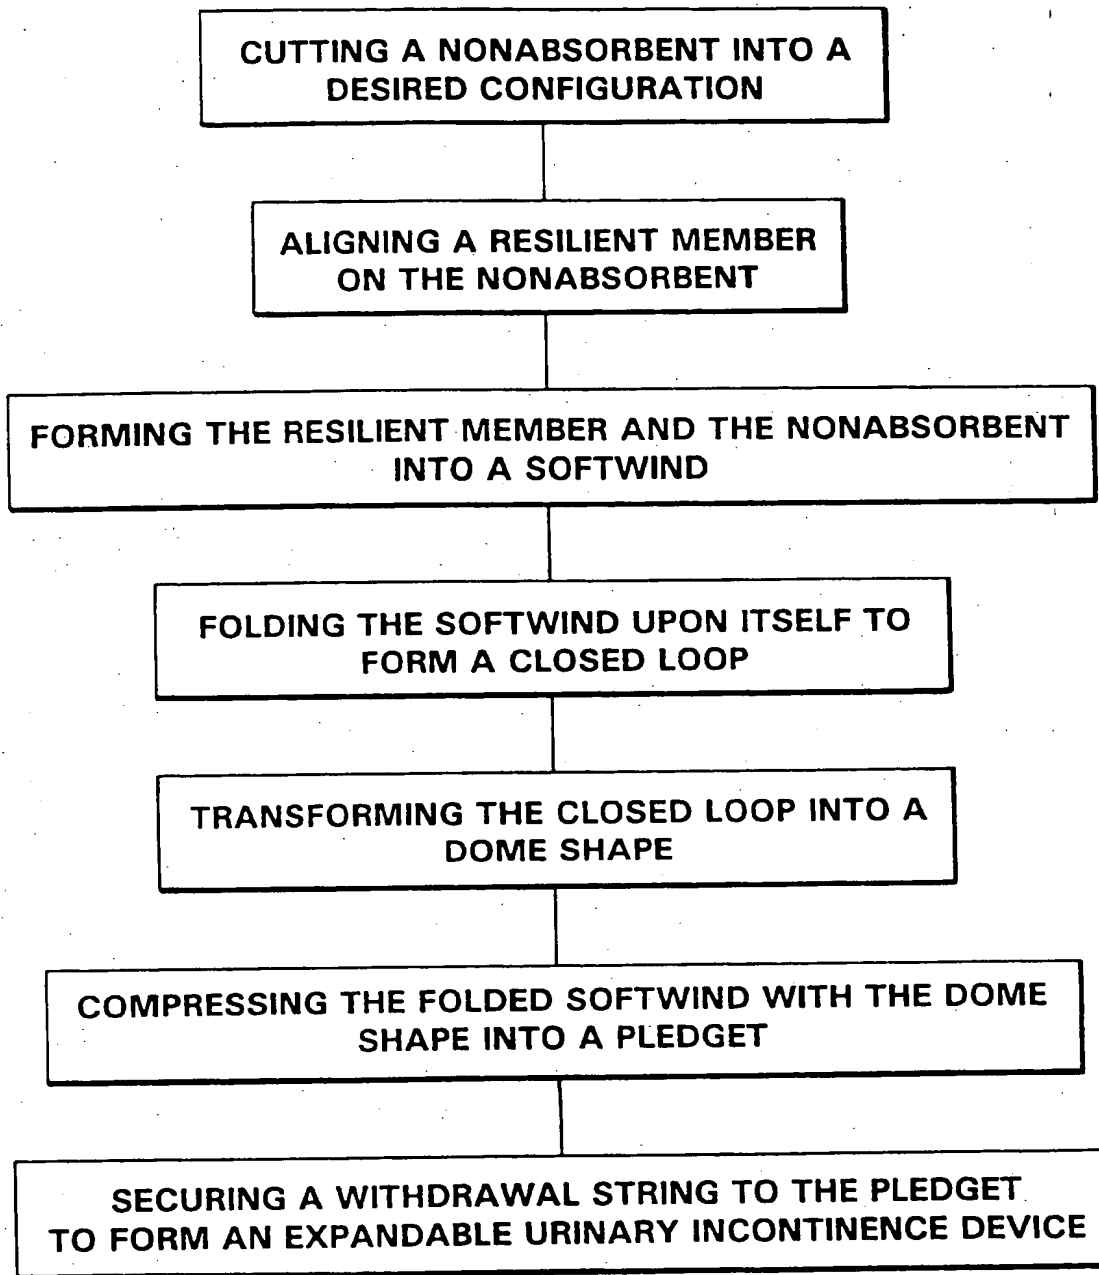 CUTTING A NONABSORBENT INTO A
DESIRED CONFIGURATION
ALIGNING A RESILIENT MEMBER
ON THE NONABSORBENT
FORMING THE RESILIENT MEMBER AND THE NONABSORBENT
INTO A SOFTWIND
FOLDING THE SOFTWIND UPON ITSELF TO
FORM A CLOSED LOOP
TRANSFORMING THE CLOSED LOOP INTO A
DOME SHAPE
COMPRESSING THE FOLDED SOFTWIND WITH THE DOME
SHAPE INTO A PLEDGET
SECURING A WITHDRAWAL STRING TO THE PLEDGET
TO FORM AN EXPANDABLE URINARY INCONTINENCE DEVICE